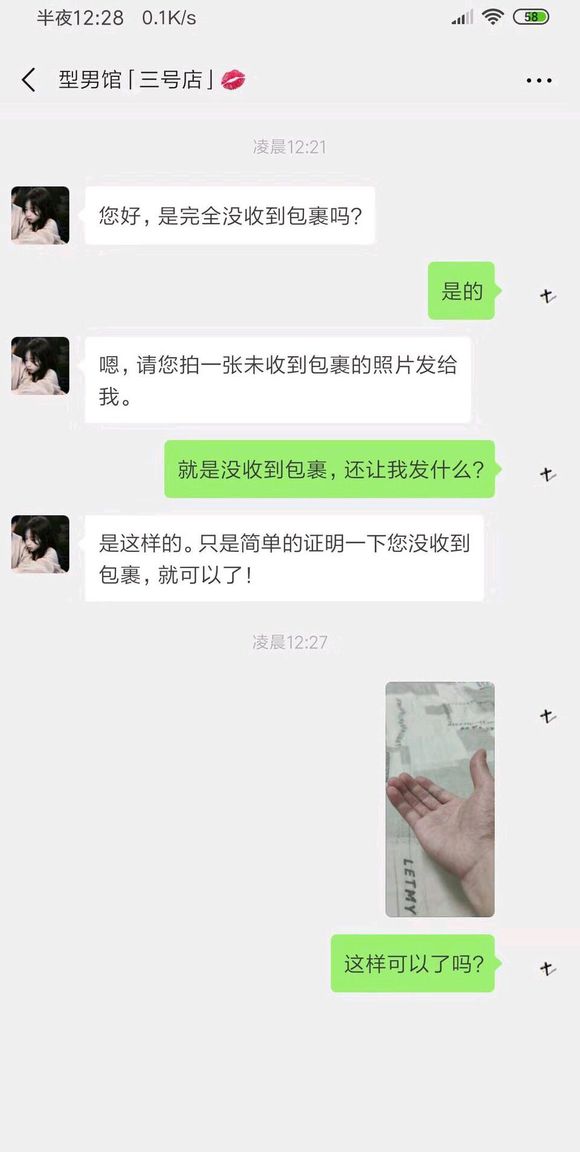 半夜12:28 0.1K/s
58
型男馆「三号店」💋
凌晨12:21
您好，是完全没收到包裹吗？
是的
嗯，请您拍一张未收到包裹的照片发给
我。
就是没收到包裹，还让我发什么？
是这样的。只是简单的证明一下您没收到
包裹，就可以了！
凌晨12:27
LETMY
这样可以了吗？